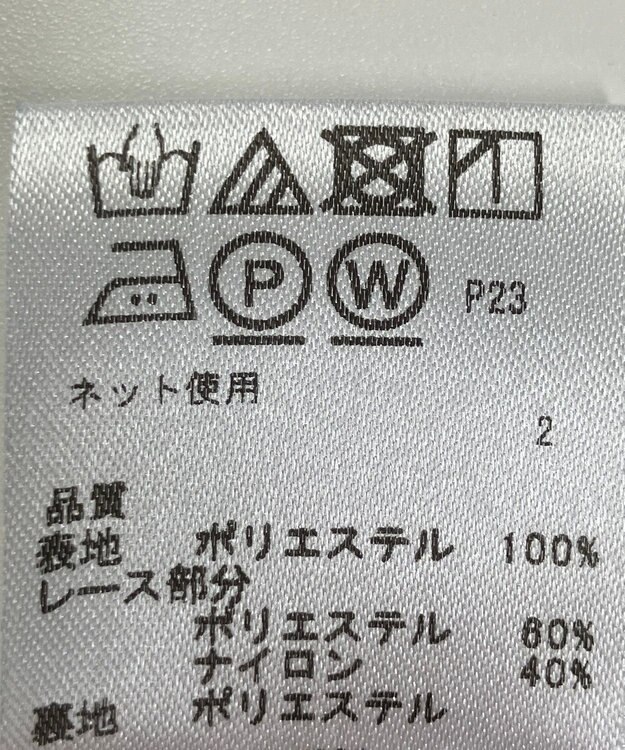 P W P23
ネット使用
2
品質
表地 ポリエステル 100%
レース部分
ポリエステル 60%
ナイロン 40%
裏地 ポリエステル